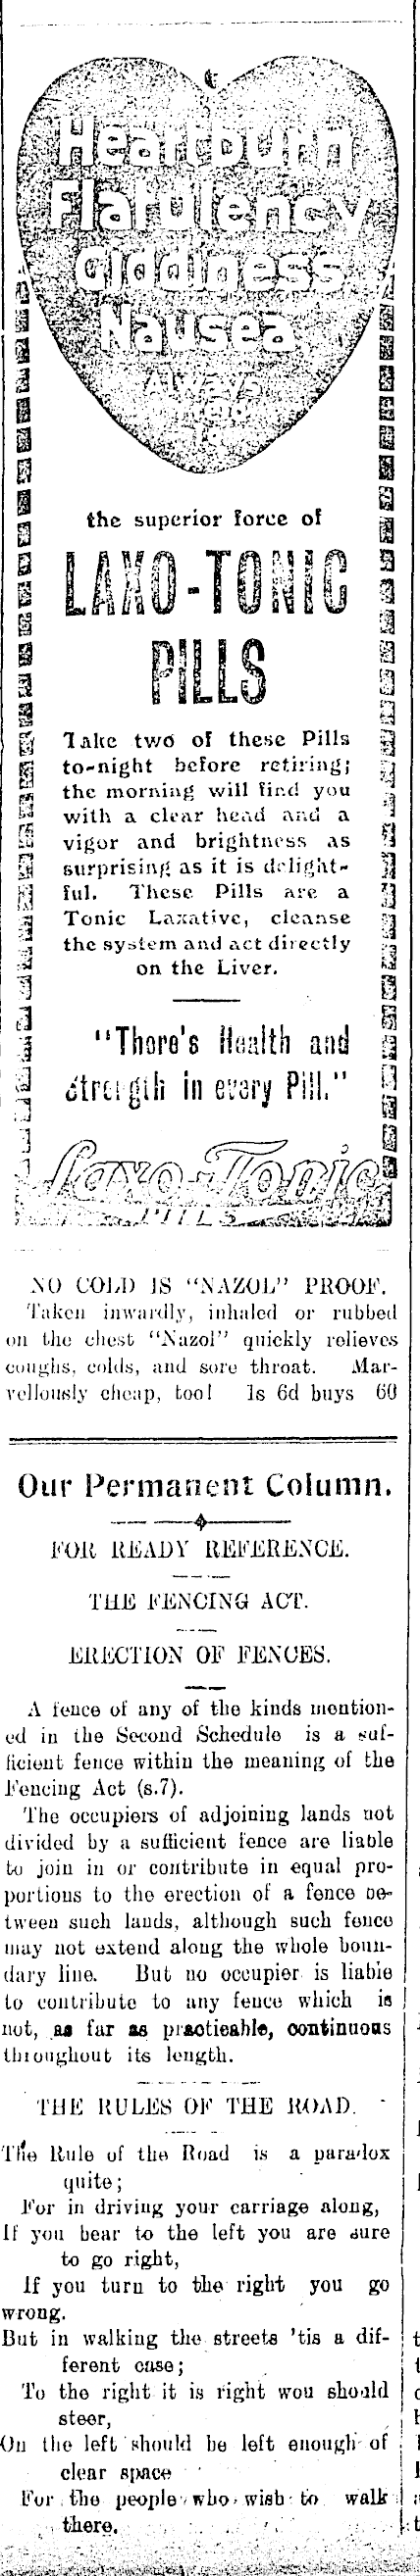 Heartburn
Flatulency
Giddiness
Nausea
Always
the superior force of
LAXO-TONIC
PILLS
Take two of these Pills
to-night before retiring;
the morning will find you
with a clear head and a
vigor and brightness as
surprising as it is delight-
ful. These Pills are a
Tonic Laxative, cleanse
the system and act directly
on the Liver.
"There's Health and
Strength in every Pill."
Laxo-Tonic
PILLS
NO COLD IS "NAZOL" PROOF.
Taken inwardly, inhaled or rubbed
on the chest "Nazol" quickly relieves
coughs, colds, and sore throat. Mar-
vellously cheap, too! 1s 6d buys 60
Our Permanent Column.
FOR READY REFERENCE.
THE FENCING ACT.
ERECTION OF FENCES.
A fence of any of the kinds mention-
ed in the Second Schedule is a suf-
ficient fence within the meaning of the
Fencing Act (s.7).
The occupiers of adjoining lands not
divided by a sufficient fence are liable
to join in or contribute in equal pro-
portions to the erection of a fence be-
tween such lands, although such fence
may not extend along the whole boun-
dary line. But no occupier is liable
to contribute to any fence which is
not, as far as practicable, continuous
throughout its length.
THE RULES OF THE ROAD.
The Rule of the Road is a paradox
quite;
For in driving your carriage along,
If you bear to the left you are sure
to go right,
If you turn to the right you go
wrong.
But in walking the streets 'tis a dif-
ferent case;
To the right it is right wou should
steer,
On the left should be left enough of
clear space
For the people who wish to walk
there.